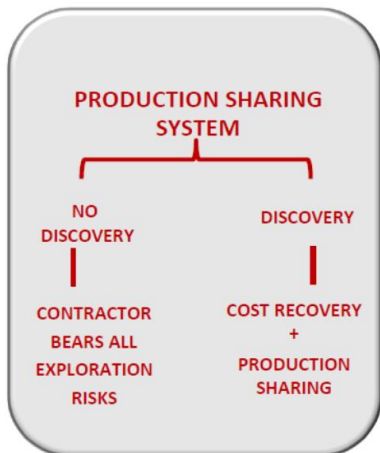 PRODUCTION SHARING
SYSTEM
NO
DISCOVERY
CONTRACTOR
BEARS ALL
EXPLORATION
RISKS
DISCOVERY
COST RECOVERY
+
PRODUCTION
SHARING